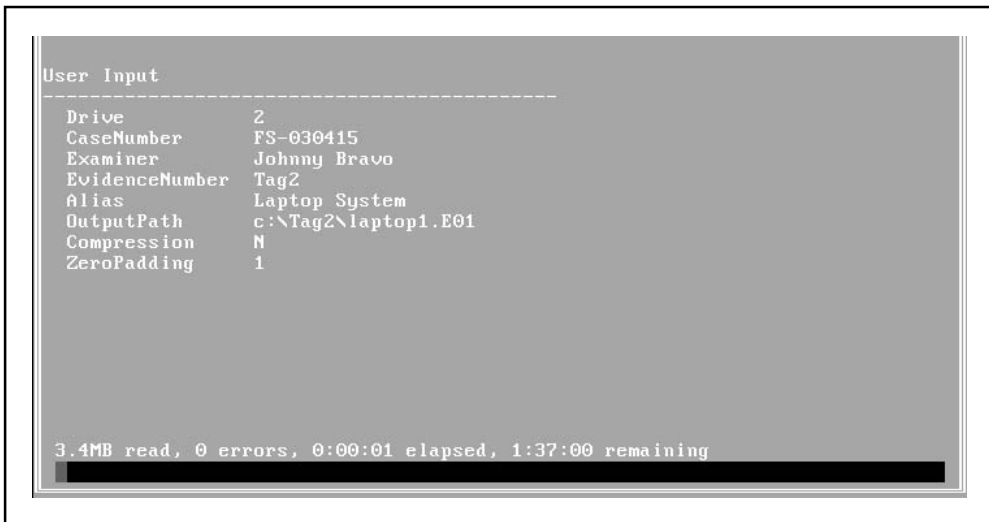 User Input
--------------------------------------------
Drive 2
CaseNumber FS-030415
Examiner Johnny Bravo
EvidenceNumber Tag2
Alias Laptop System
OutputPath c:\Tag2\laptop1.E01
Compression N
ZeroPadding 1
3.4MB read, 0 errors, 0:00:01 elapsed, 1:37:00 remaining